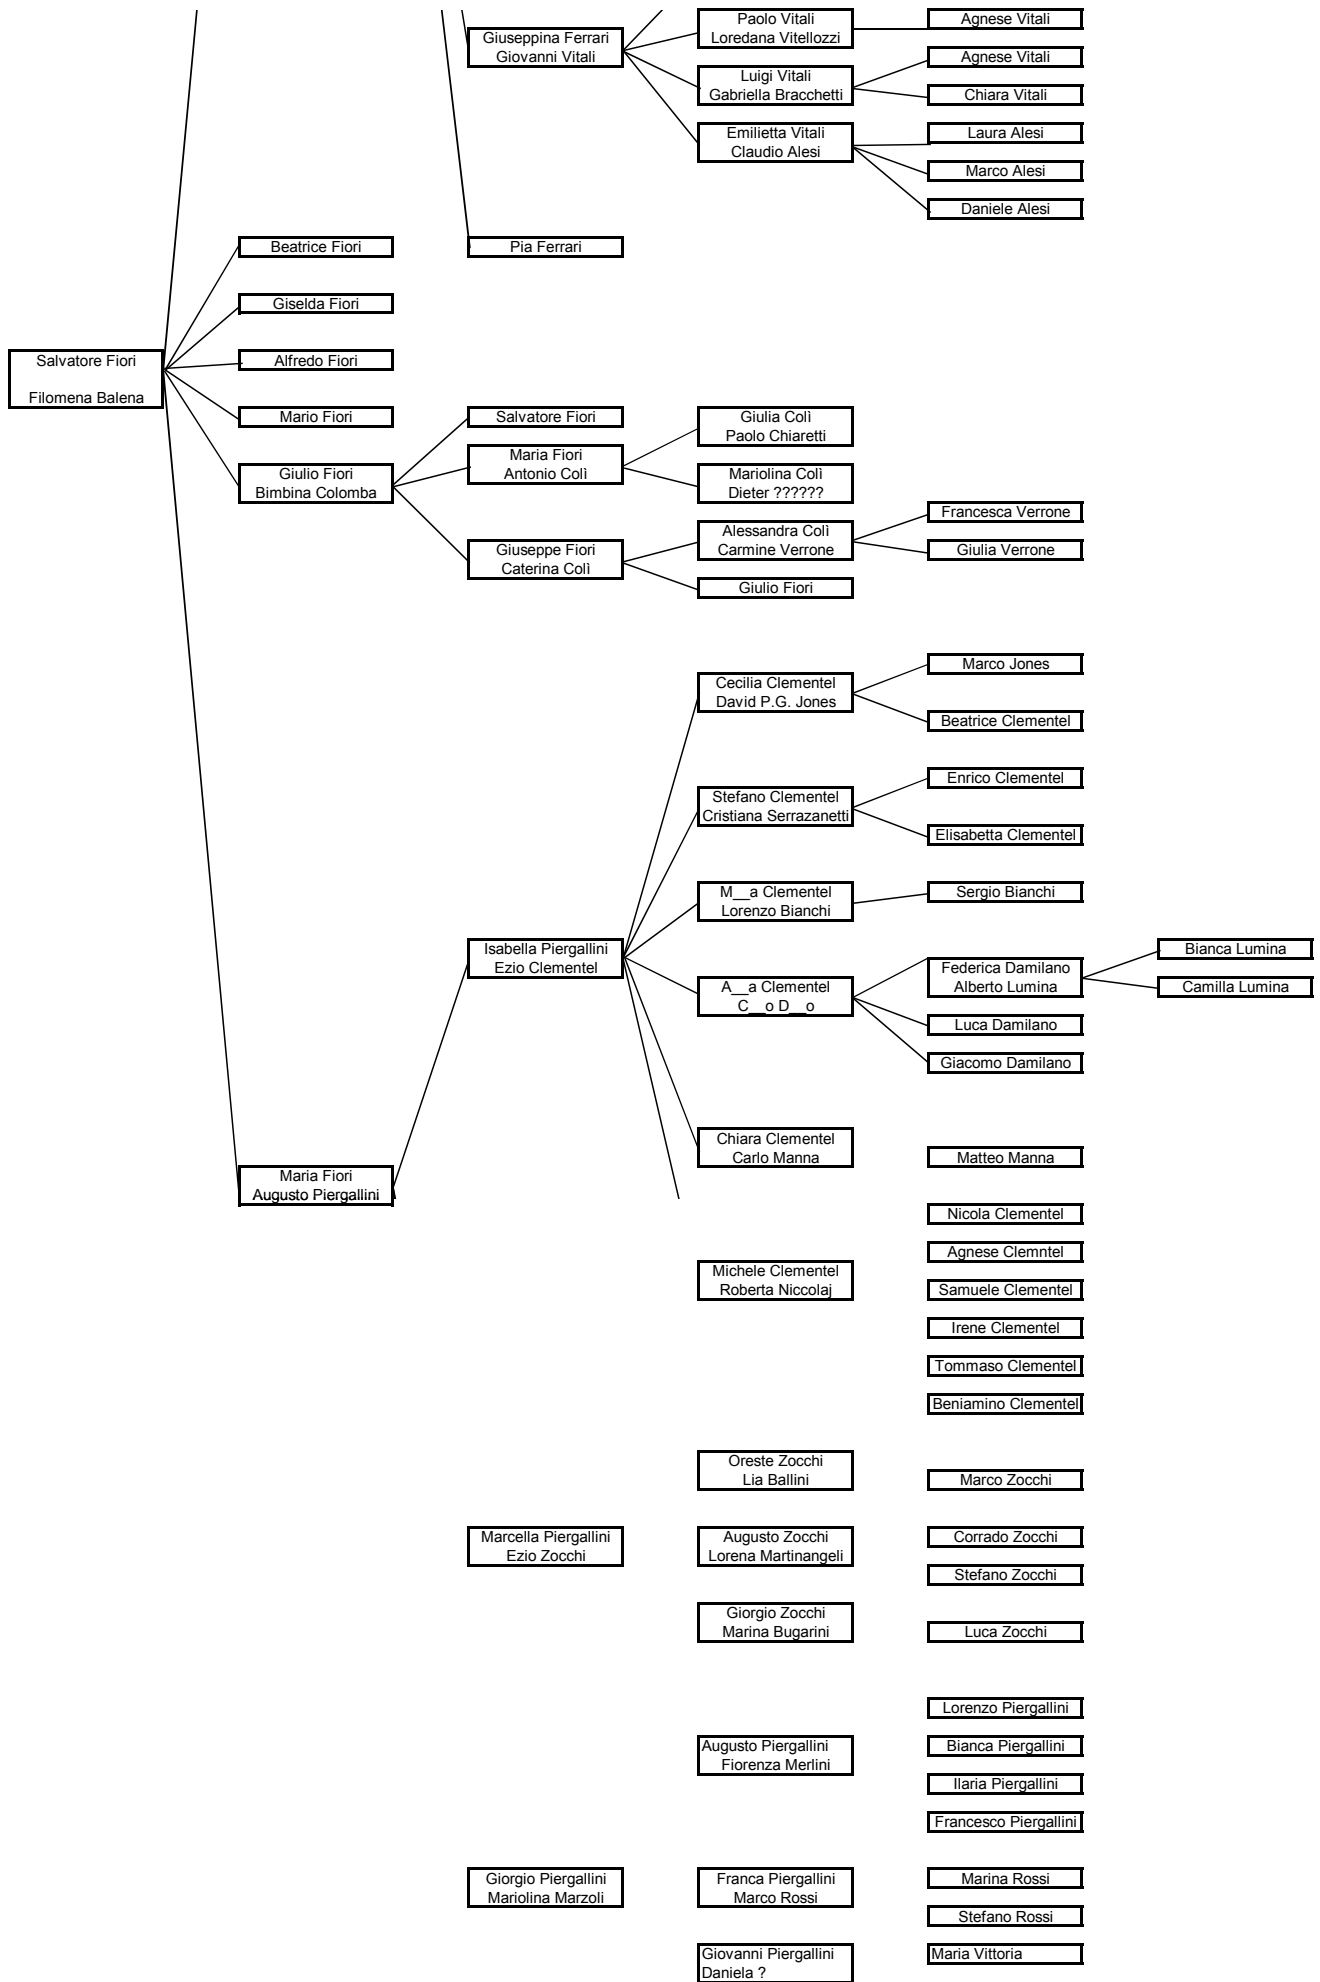 Paolo Vitali
Loredana Vitellozzi
Agnese Vitali
Giuseppina Ferrari
Giovanni Vitali
Luigi Vitali
Gabriella Bracchetti
Agnese Vitali
Chiara Vitali
Emilietta Vitali
Claudio Alesi
Laura Alesi
Marco Alesi
Daniele Alesi
Beatrice Fiori
Pia Ferrari
Giselda Fiori
Salvatore Fiori
Filomena Balena
Alfredo Fiori
Mario Fiori
Salvatore Fiori
Giulia Colì
Paolo Chiaretti
Maria Fiori
Antonio Colì
Giulio Fiori
Bimbina Colomba
Mariolina Colì
Dieter ??????
Francesca Verrone
Alessandra Colì
Carmine Verrone
Giulia Verrone
Giuseppe Fiori
Caterina Colì
Giulio Fiori
Marco Jones
Cecilia Clementel
David P.G. Jones
Beatrice Clementel
Enrico Clementel
Stefano Clementel
Cristiana Serrazanetti
Elisabetta Clementel
M__a Clementel
Lorenzo Bianchi
Sergio Bianchi
Isabella Piergallini
Ezio Clementel
Bianca Lumina
Federica Damilano
Alberto Lumina
Camilla Lumina
A__a Clementel
C__o D__o
Luca Damilano
Giacomo Damilano
Chiara Clementel
Carlo Manna
Matteo Manna
Maria Fiori
Augusto Piergallini
Nicola Clementel
Agnese Clemntel
Michele Clementel
Roberta Niccolaj
Samuele Clementel
Irene Clementel
Tommaso Clementel
Beniamino Clementel
Oreste Zocchi
Lia Ballini
Marco Zocchi
Marcella Piergallini
Ezio Zocchi
Augusto Zocchi
Lorena Martinangeli
Corrado Zocchi
Stefano Zocchi
Giorgio Zocchi
Marina Bugarini
Luca Zocchi
Lorenzo Piergallini
Augusto Piergallini
Fiorenza Merlini
Bianca Piergallini
Ilaria Piergallini
Francesco Piergallini
Giorgio Piergallini
Mariolina Marzoli
Franca Piergallini
Marco Rossi
Marina Rossi
Stefano Rossi
Giovanni Piergallini
Daniela ?
Maria Vittoria